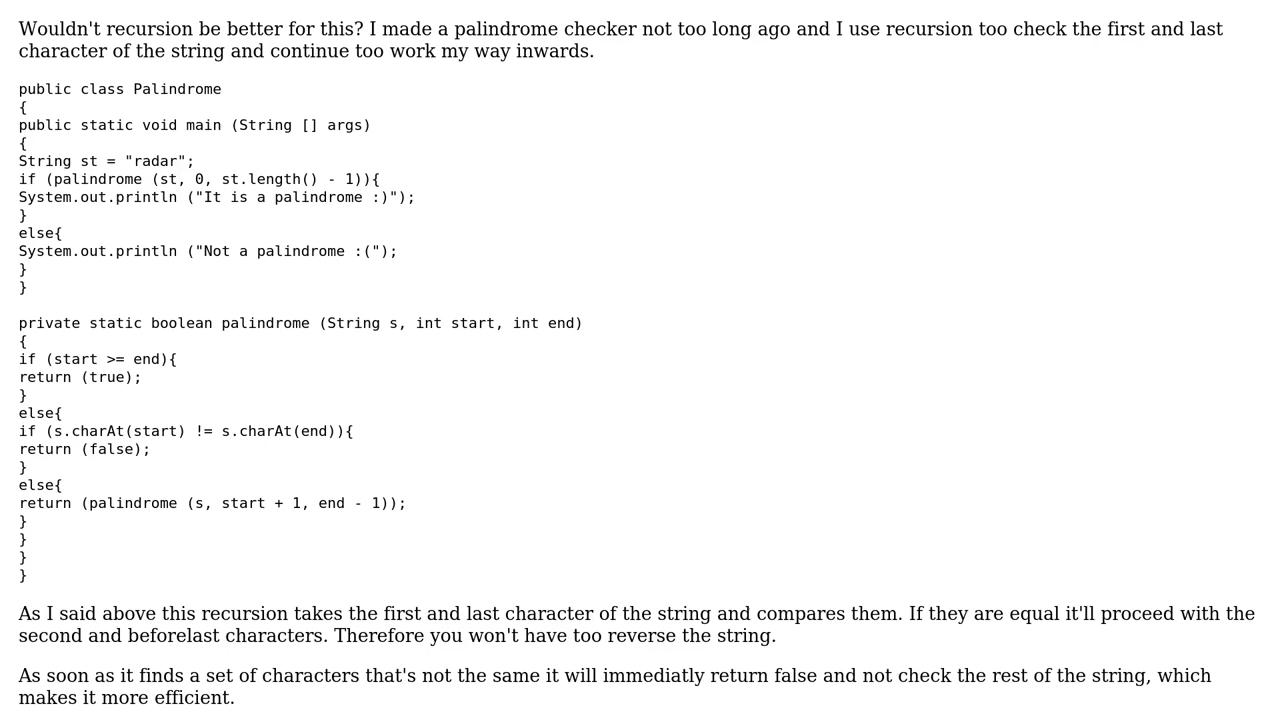 Wouldn't recursion be better for this? I made a palindrome checker not too long ago and I use recursion too check the first and last
character of the string and continue too work my way inwards.
public class Palindrome
{
public static void main (String [] args)
{
String st = "radar";
if (palindrome (st, 0, st.length() - 1)){
System.out.println ("It is a palindrome :)");
}
else{
System.out.println ("Not a palindrome :(");
}
}
private static boolean palindrome (String s, int start, int end)
{
if (start >= end){
return (true);
}
else{
if (s.charAt(start) != s.charAt(end)){
return (false);
}
else{
return (palindrome (s, start + 1, end - 1));
}
}
}
}
As I said above this recursion takes the first and last character of the string and compares them. If they are equal it'll proceed with the
second and beforelast characters. Therefore you won't have too reverse the string.
As soon as it finds a set of characters that's not the same it will immediatly return false and not check the rest of the string, which
makes it more efficient.